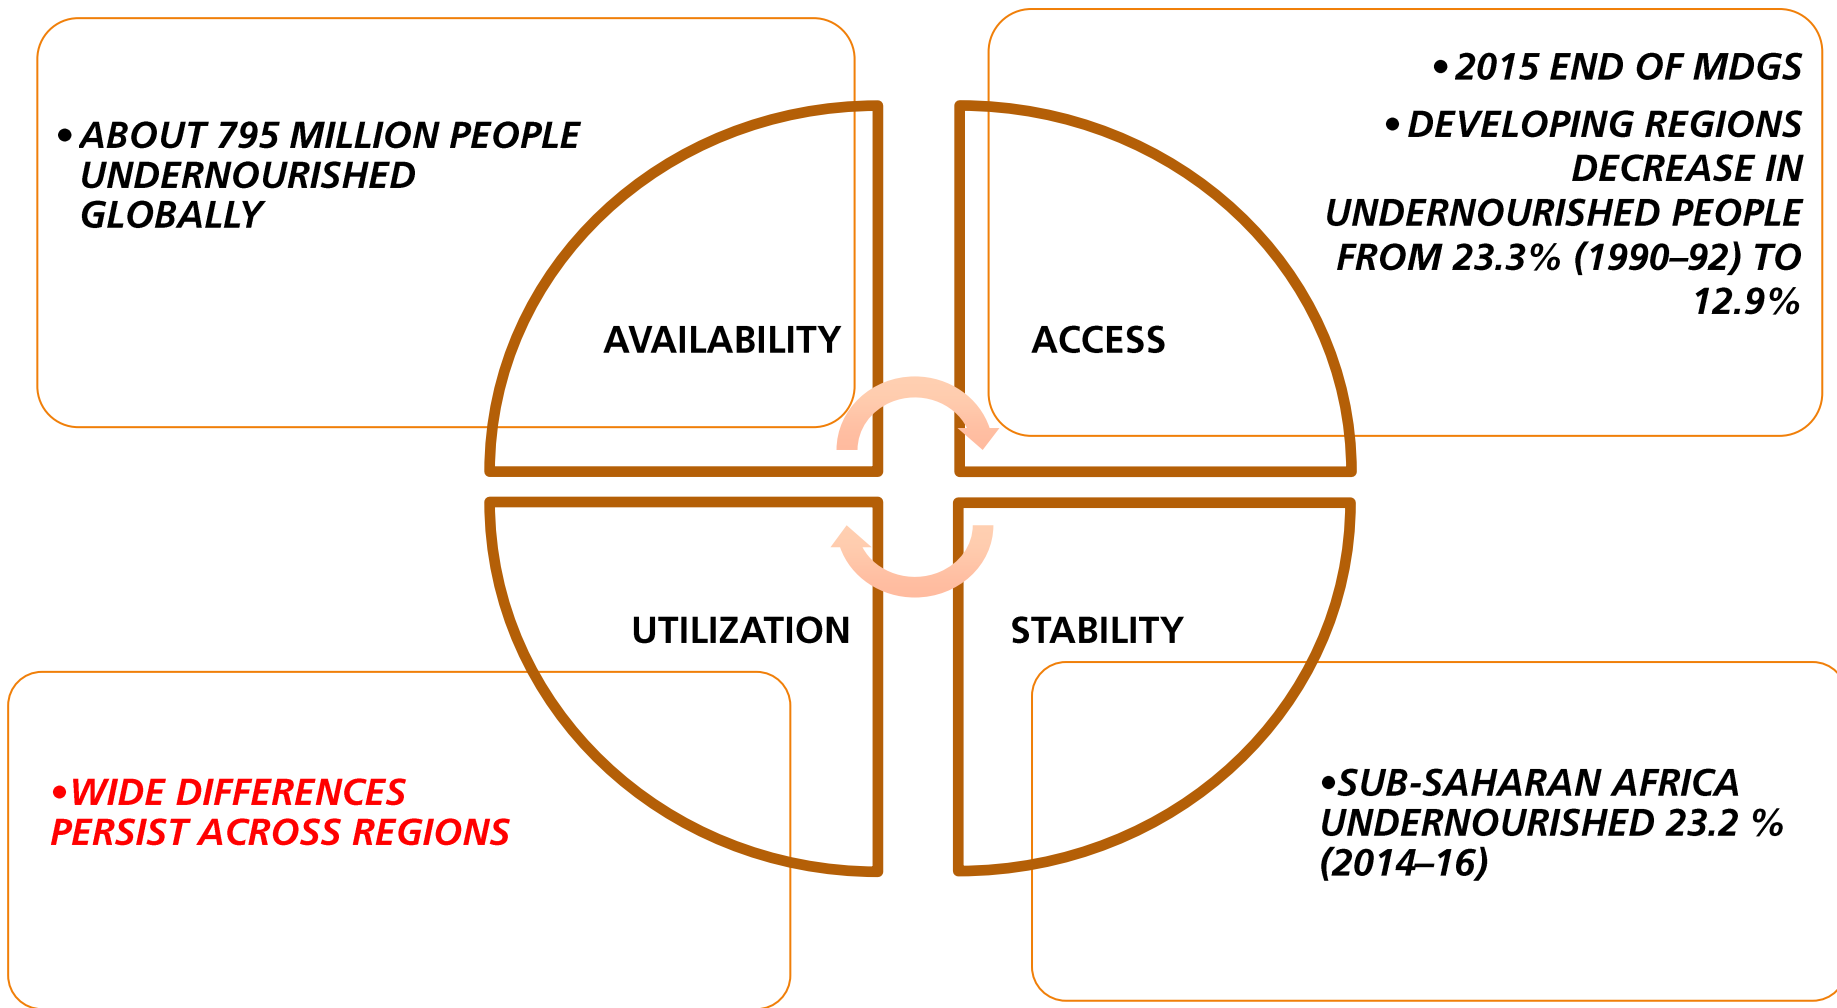 • ABOUT 795 MILLION PEOPLE
UNDERNOURISHED
GLOBALLY
AVAILABILITY
• 2015 END OF MDGS
• DEVELOPING REGIONS
DECREASE IN
UNDERNOURISHED PEOPLE
FROM 23.3% (1990–92) TO
12.9%
ACCESS
UTILIZATION
•WIDE DIFFERENCES
PERSIST ACROSS REGIONS
STABILITY
•SUB-SAHARAN AFRICA
UNDERNOURISHED 23.2 %
(2014–16)